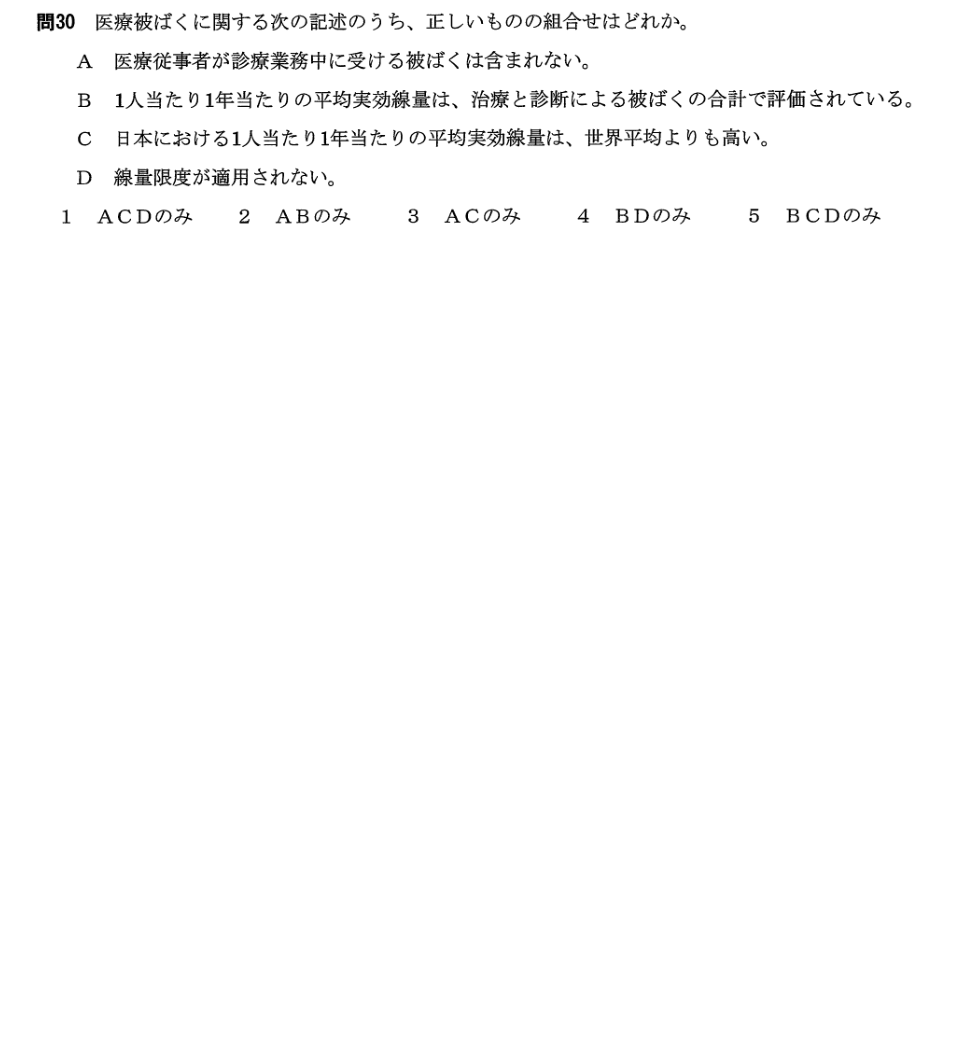 問30 医療被ばくに関する次の記述のうち、正しいものの組合せはどれか。
A 医療従事者が診療業務中に受ける被ばくは含まれない。
B 1人当たり1年当たりの平均実効線量は、治療と診断による被ばくの合計で評価されている。
C 日本における1人当たり1年当たりの平均実効線量は、世界平均よりも高い。
D 線量限度が適用されない。
1 ACDのみ 2 ABのみ 3 ACのみ 4 BDのみ 5 BCDのみ